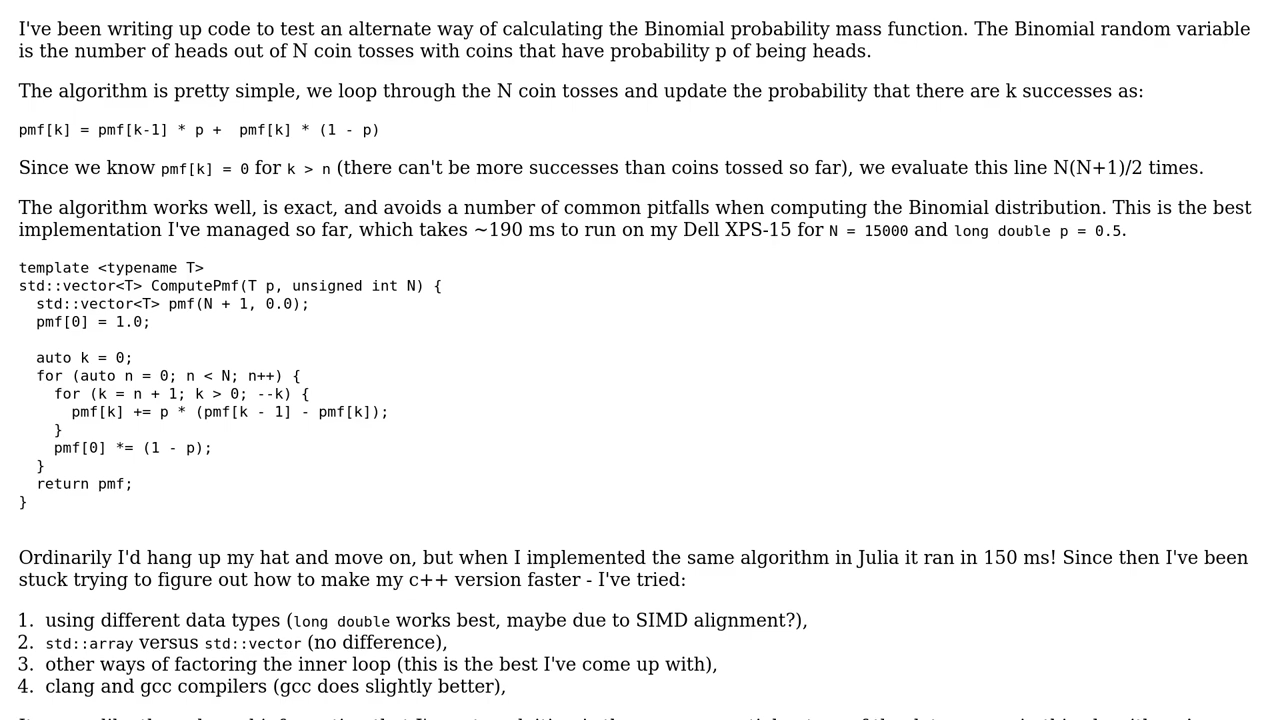 I've been writing up code to test an alternate way of calculating the Binomial probability mass function. The Binomial random variable
is the number of heads out of N coin tosses with coins that have probability p of being heads.
The algorithm is pretty simple, we loop through the N coin tosses and update the probability that there are k successes as:
pmf[k] = pmf[k-1] * p +  pmf[k] * (1 - p)
Since we know pmf[k] = 0 for k > n (there can't be more successes than coins tossed so far), we evaluate this line N(N+1)/2 times.
The algorithm works well, is exact, and avoids a number of common pitfalls when computing the Binomial distribution. This is the best
implementation I've managed so far, which takes ~190 ms to run on my Dell XPS-15 for N = 15000 and long double p = 0.5.
template <typename T>
std::vector<T> ComputePmf(T p, unsigned int N) {
  std::vector<T> pmf(N + 1, 0.0);
  pmf[0] = 1.0;
  auto k = 0;
  for (auto n = 0; n < N; n++) {
    for (k = n + 1; k > 0; --k) {
      pmf[k] += p * (pmf[k - 1] - pmf[k]);
    }
    pmf[0] *= (1 - p);
  }
  return pmf;
}
Ordinarily I'd hang up my hat and move on, but when I implemented the same algorithm in Julia it ran in 150 ms! Since then I've been
stuck trying to figure out how to make my c++ version faster - I've tried:
1. using different data types (long double works best, maybe due to SIMD alignment?),
2. std::array versus std::vector (no difference),
3. other ways of factoring the inner loop (this is the best I've come up with),
4. clang and gcc compilers (gcc does slightly better),